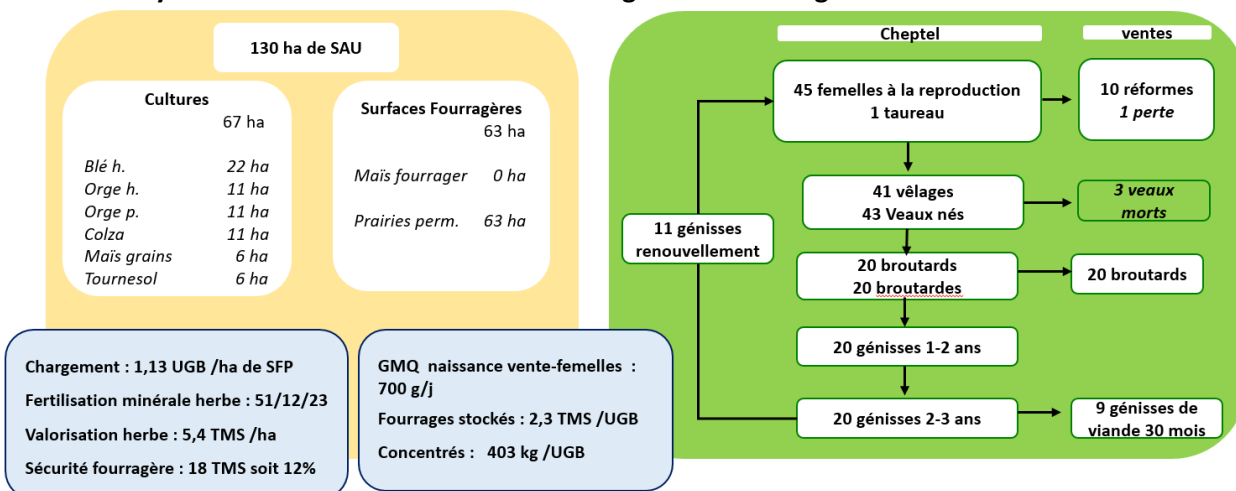 130 ha de SAU
Cultures
67 ha
Blé h. 22 ha
Orge h. 11 ha
Orge p. 11 ha
Colza 11 ha
Maïs grains 6 ha
Tournesol 6 ha
Surfaces Fourragères
63 ha
Maïs fourrager 0 ha
Prairies perm. 63 ha
Chargement : 1,13 UGB /ha de SFP
Fertilisation minérale herbe : 51/12/23
Valorisation herbe : 5,4 TMS /ha
Sécurité fourragère : 18 TMS soit 12%
GMQ naissance vente-femelles :
700 g/j
Fourrages stockés : 2,3 TMS /UGB
Concentrés : 403 kg /UGB
Cheptel
ventes
45 femelles à la reproduction
1 taureau
10 réformes
1 perte
41 vêlages
43 Veaux nés
3 veaux
morts
11 génisses
renouvellement
20 broutards
20 broutardes
20 broutards
20 génisses 1-2 ans
20 génisses 2-3 ans
9 génisses de
viande 30 mois